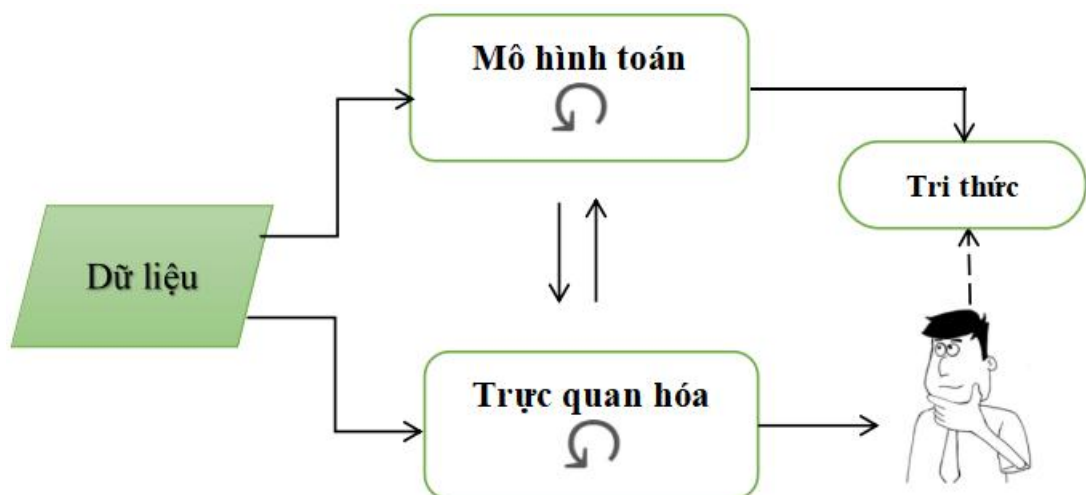 Mô hình toán
Tri thức
Dữ liệu
Trực quan hóa